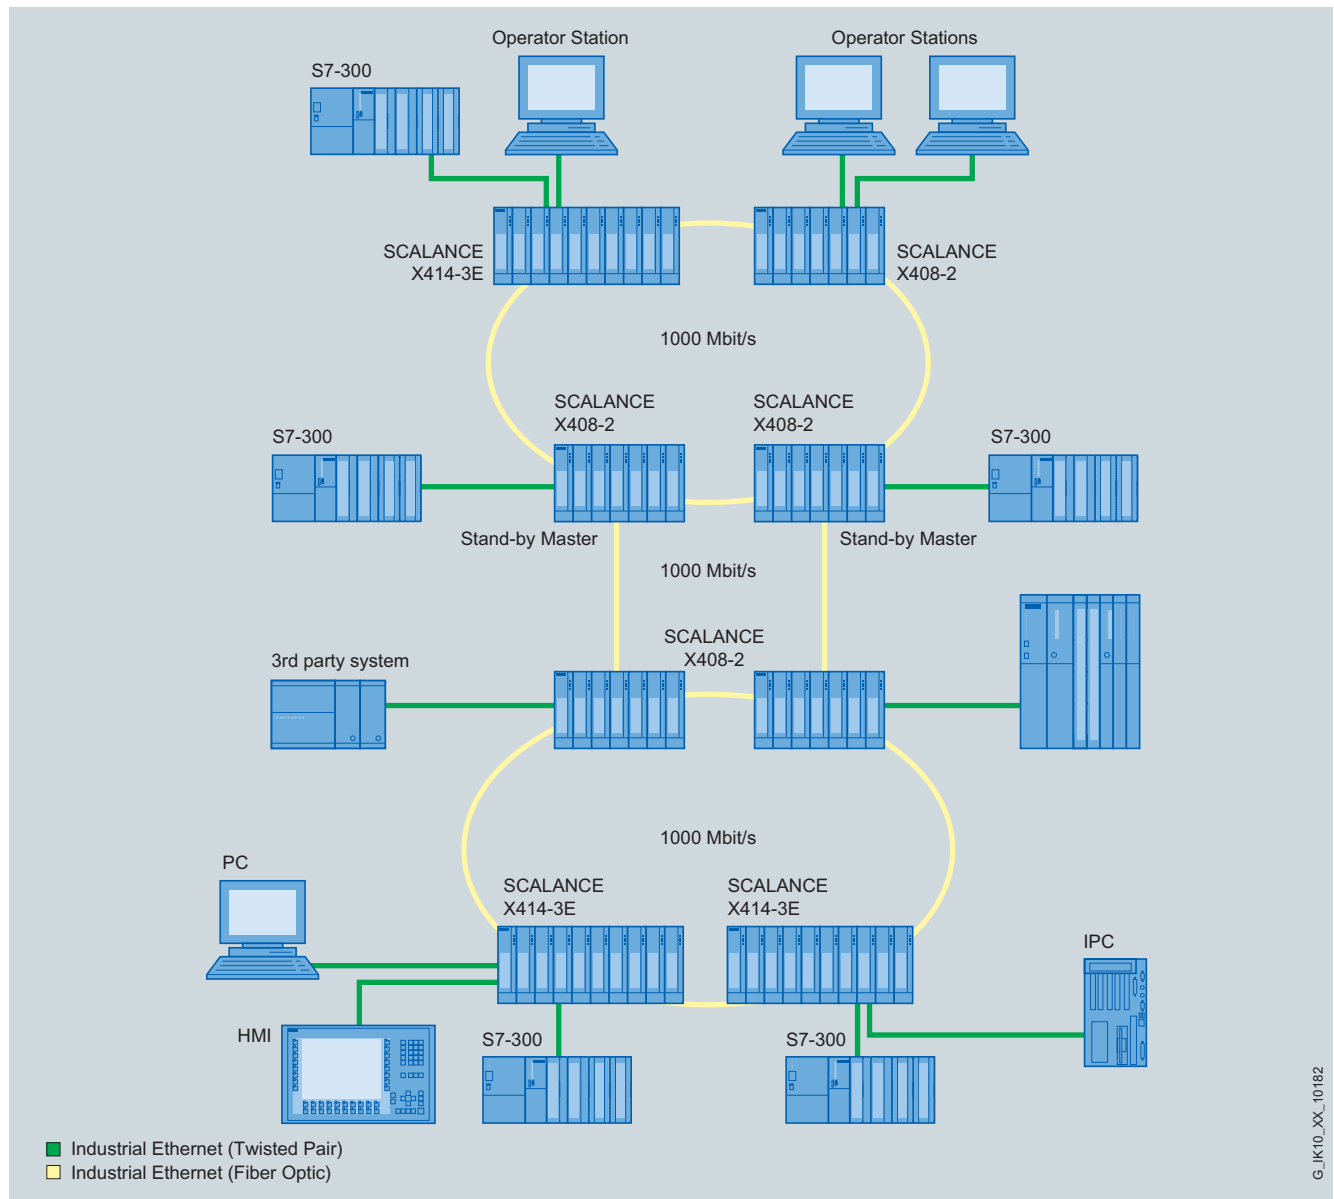 Operator Station
Operator Stations
S7-300
SCALANCE
X414-3E
SCALANCE
X408-2
1000 Mbit/s
SCALANCE
X408-2
SCALANCE
X408-2
S7-300
S7-300
Stand-by Master
Stand-by Master
1000 Mbit/s
SCALANCE
X408-2
3rd party system
1000 Mbit/s
PC
SCALANCE
X414-3E
SCALANCE
X414-3E
IPC
HMI
S7-300
S7-300
Industrial Ethernet (Twisted Pair)
Industrial Ethernet (Fiber Optic)
G_IK10_XX_10182